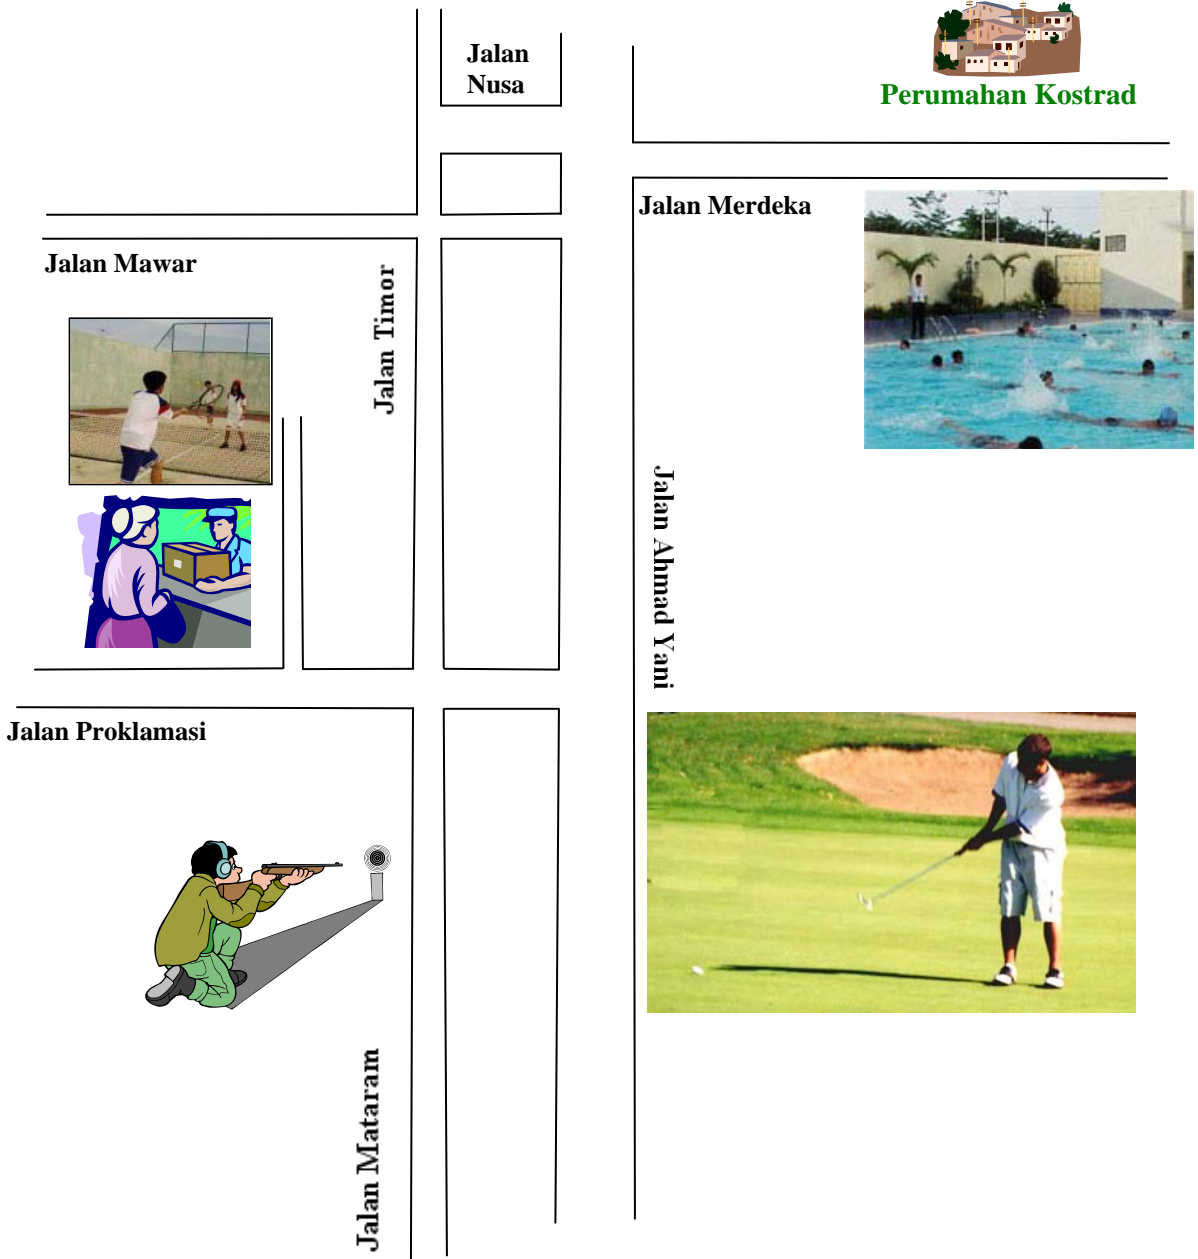 Jalan
Nusa
Perumahan Kostrad
Jalan Merdeka
Jalan Mawar
Jalan Timor
Jalan Ahmad Yani
Jalan Proklamasi
Jalan Mataram